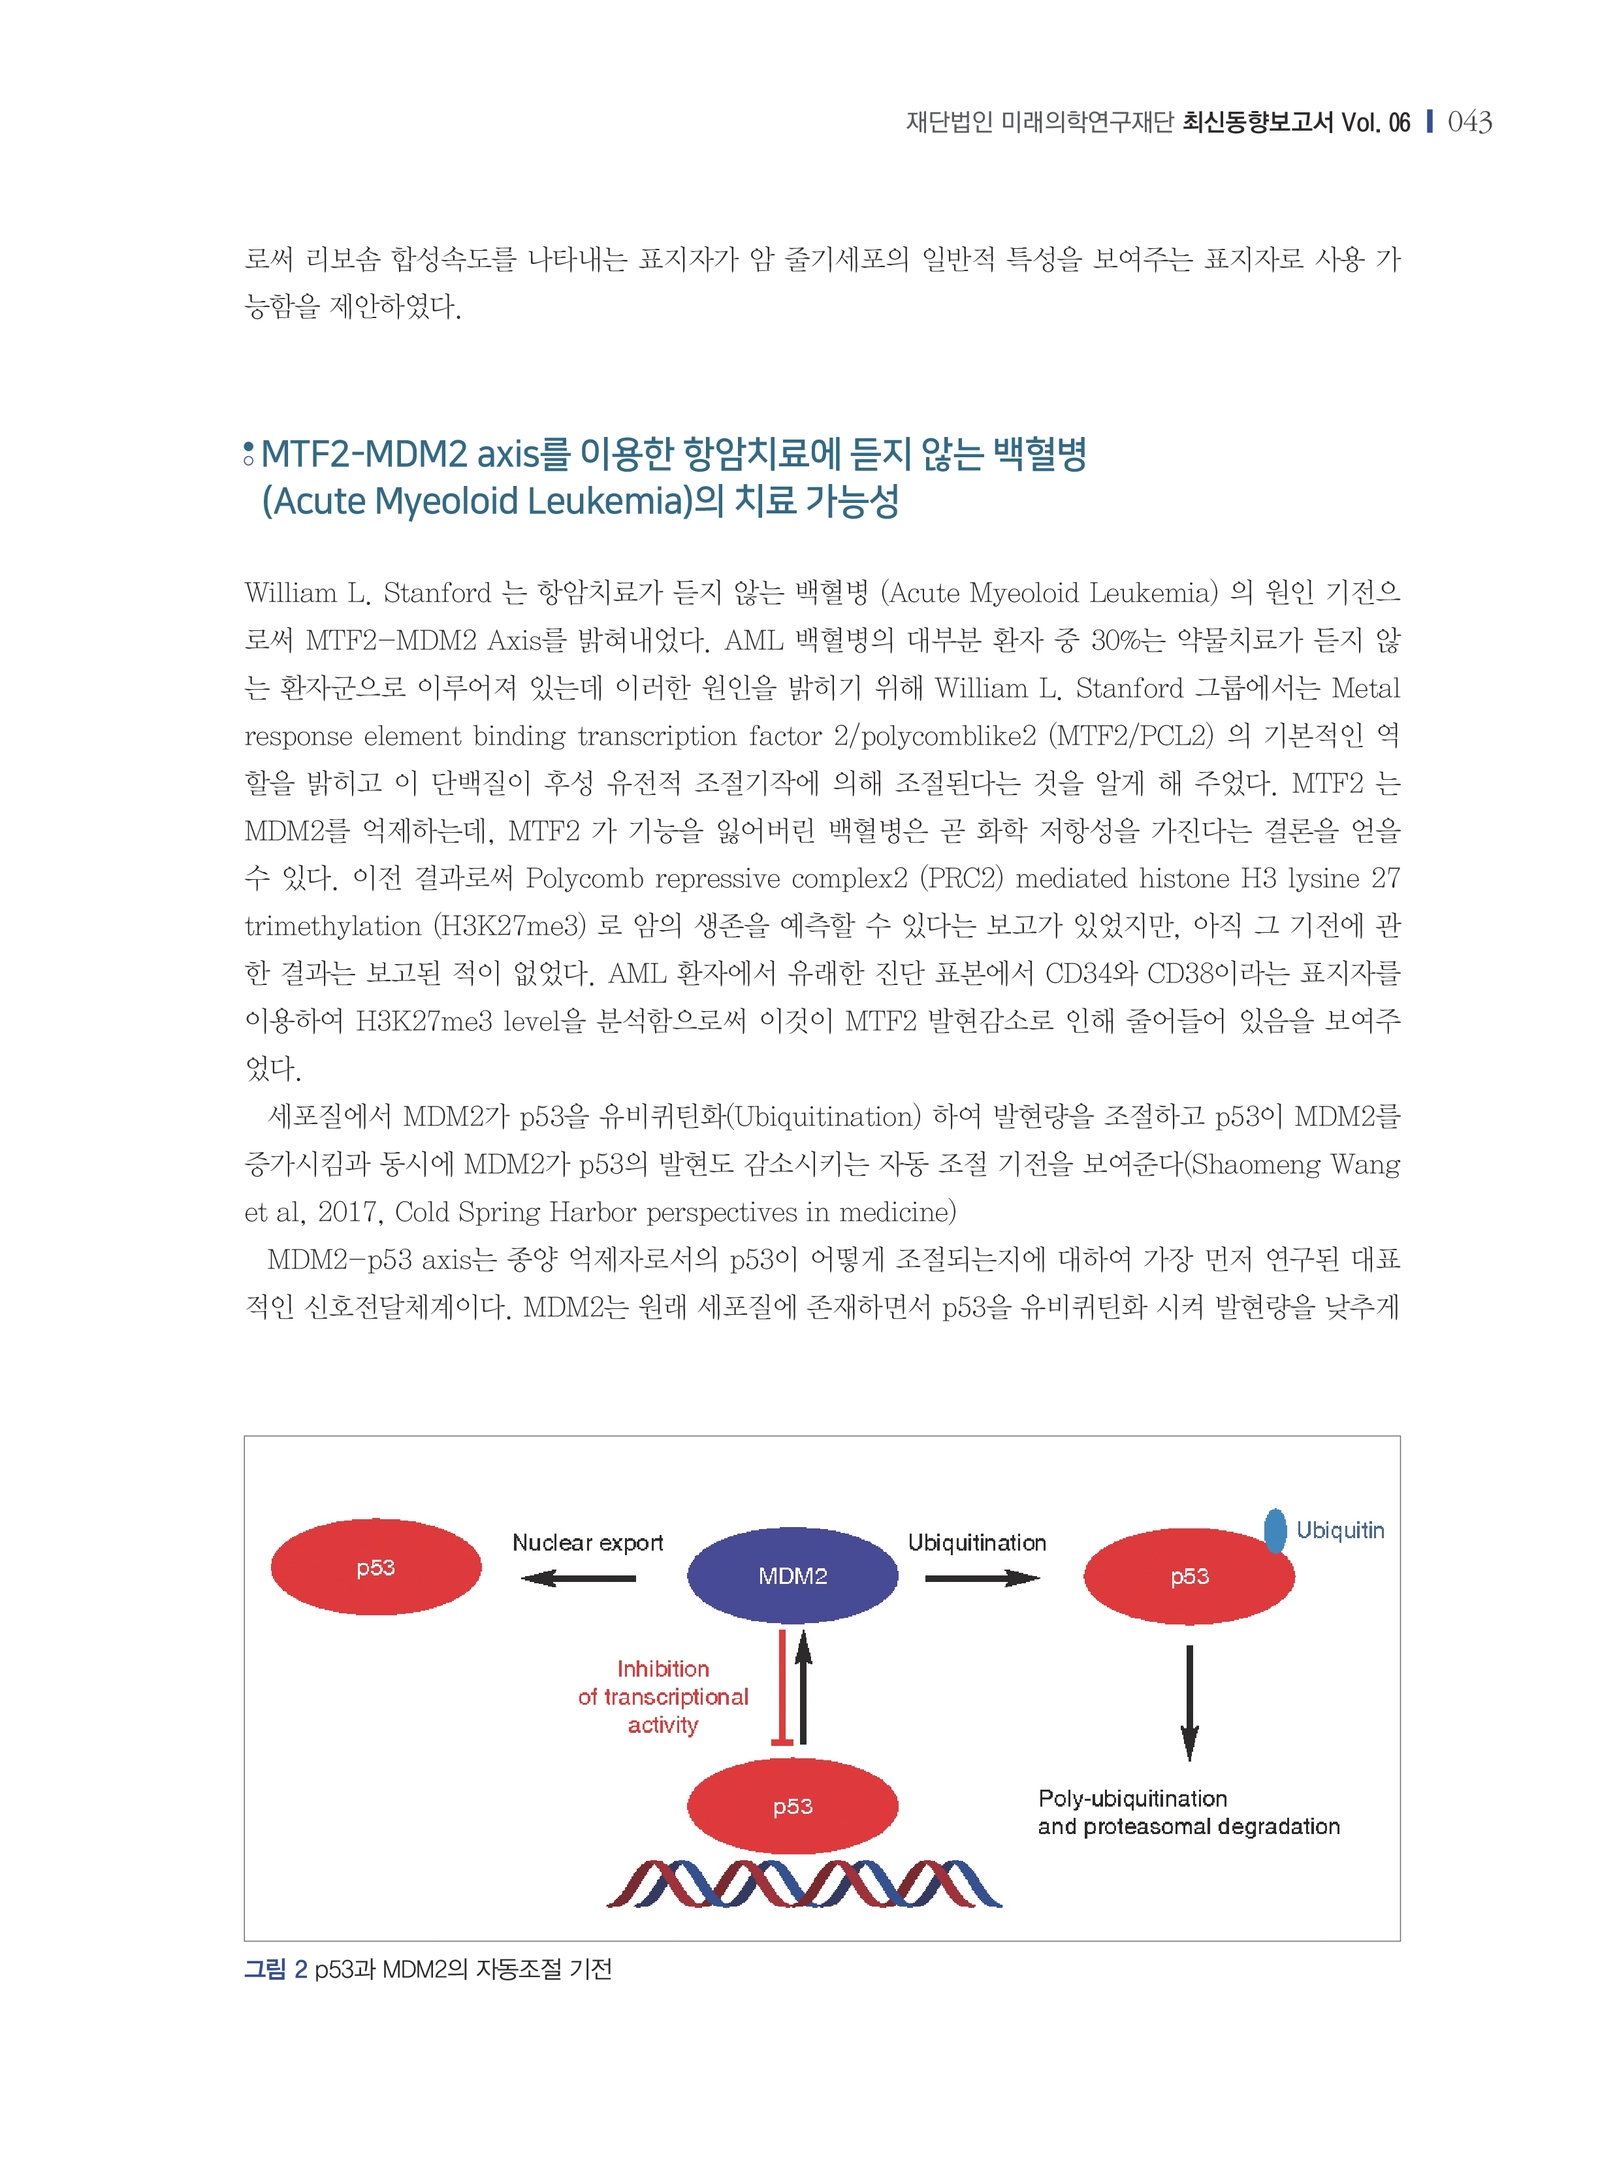 재단법인 미래의학연구재단 최신동향보고서 Vol. 06 043
로써 리보솜 합성속도를 나타내는 표지자가 암 줄기세포의 일반적 특성을 보여주는 표지자로 사용 가
능함을 제안하였다.
MTF2-MDM2 axis를 이용한 항암치료에 듣지 않는 백혈병
(Acute Myeoloid Leukemia)의 치료 가능성
William L. Stanford 는 항암치료가 듣지 않는 백혈병 (Acute Myeoloid Leukemia) 의 원인 기전으
로써 MTF2-MDM2 Axis를 밝혀내었다. AML 백혈병의 대부분 환자 중 30%는 약물치료가 듣지 않
는 환자군으로 이루어져 있는데 이러한 원인을 밝히기 위해 William L. Stanford 그룹에서는 Metal
response element binding transcription factor 2/polycomblike2 (MTF2/PCL2) 의 기본적인 역
할을 밝히고 이 단백질이 후성 유전적 조절기작에 의해 조절된다는 것을 알게 해 주었다. MTF2 는
MDM2를 억제하는데, MTF2 가 기능을 잃어버린 백혈병은 곧 화학 저항성을 가진다는 결론을 얻을
수 있다. 이전 결과로써 Polycomb repressive complex2 (PRC2) mediated histone H3 lysine 27
trimethylation (H3K27me3) 로 암의 생존을 예측할 수 있다는 보고가 있었지만, 아직 그 기전에 관
한 결과는 보고된 적이 없었다. AML 환자에서 유래한 진단 표본에서 CD34와 CD38이라는 표지자를
이용하여 H3K27me3 level을 분석함으로써 이것이 MTF2 발현감소로 인해 줄어들어 있음을 보여주
었다.
세포질에서 MDM2가 p53을 유비퀴틴화(Ubiquitination) 하여 발현량을 조절하고 p53이 MDM2를
증가시킴과 동시에 MDM2가 p53의 발현도 감소시키는 자동 조절 기전을 보여준다(Shaomeng Wang
et al, 2017, Cold Spring Harbor perspectives in medicine)
MDM2-p53 axis는 종양 억제자로서의 p53이 어떻게 조절되는지에 대하여 가장 먼저 연구된 대표
적인 신호전달체계이다. MDM2는 원래 세포질에 존재하면서 p53을 유비퀴틴화 시켜 발현량을 낮추게
Ubiquitin
Nuclear export
Ubiquitination
p53
MDM2
p53
Inhibition
of transcriptional
activity
p53
Poly-ubiquitination
and proteasomal degradation
그림 2 p53과 MDM2의 자동조절 기전